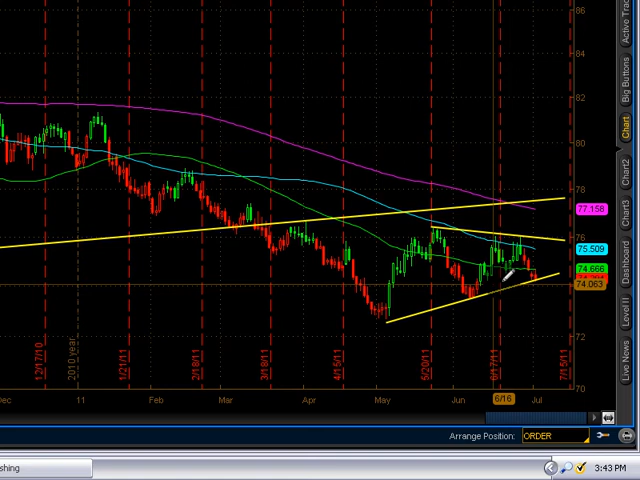 86
84
82
80
78
77.158
76
75.509
74.666
74.063
72
70
12/17/10
2010 year
1/21/11
2/18/11
3/18/11
4/15/11
5/20/11
6/17/11
7/15/11
Dec
11
Feb
Mar
Apr
May
Jun
6/16
Jul
Active Trad
Big Buttons
Chart
Chart2
Chart3
Dashboard
Level II
Live News
Arrange Position:
ORDER
shing
3:43 PM